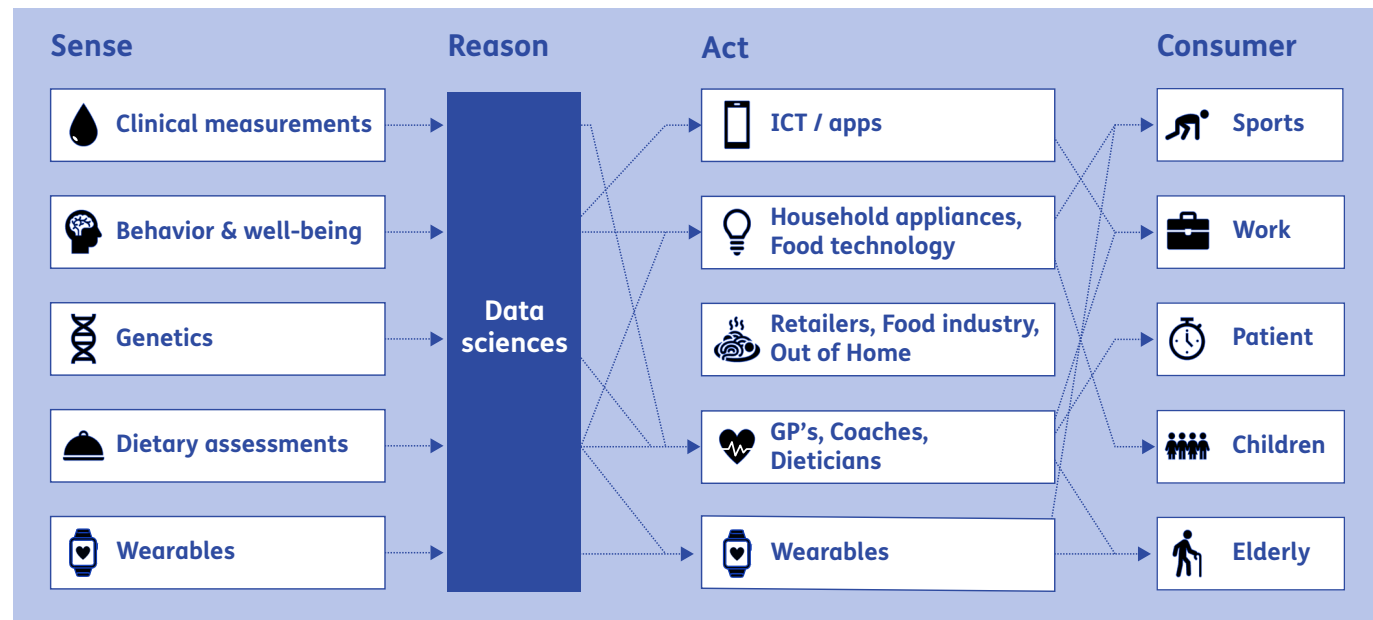 Sense
Reason
Act
Consumer
Clinical measurements
Behavior & well-being
Genetics
Dietary assessments
Wearables
Data
sciences
ICT / apps
Household appliances,
Food technology
Retailers, Food industry,
Out of Home
GP's, Coaches,
Dieticians
Wearables
Sports
Work
Patient
Children
Elderly